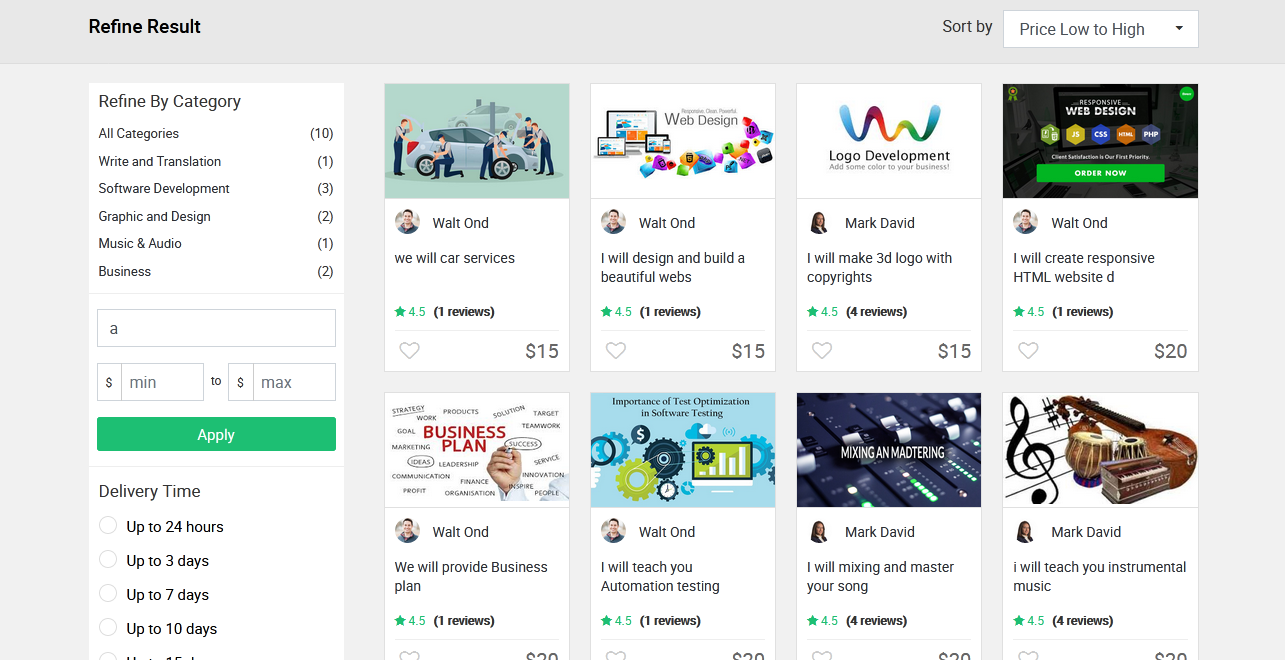 Refine Result
Sort by
Price Low to High
Refine By Category
All Categories (10)
Write and Translation (1)
Software Development (3)
Graphic and Design (2)
Music & Audio (1)
Business (2)
a
$ min to $ max
Apply
Delivery Time
Up to 24 hours
Up to 3 days
Up to 7 days
Up to 10 days
Walt Ond
we will car services
4.5 (1 reviews)
$15
Responsive, Clean, Powerful.
Web Design
Walt Ond
I will design and build a
beautiful webs
4.5 (1 reviews)
$15
Logo Development
Add some color to your business!
Mark David
I will make 3d logo with
copyrights
4.5 (4 reviews)
$15
RESPONSIVE
WEB DESIGN
JS CSS HTML PHP
Client Satisfaction Is Our First Priority.
ORDER NOW
Walt Ond
I will create responsive
HTML website d
4.5 (1 reviews)
$20
STRATEGY
WORK
PRODUCTS
SOLUTION
TARGET
TEAMWORK
GOAL
BUSINESS
PLAN
SUCCESS
MARKETING
IDEAS
LEADERSHIP
SERVICE
COMMUNICATION
FINANCE
INNOVATION
PROFIT
ORGANISATION
INSPIRE
PEOPLE
Walt Ond
We will provide Business
plan
4.5 (1 reviews)
$20
Importance of Test Optimization
in Software Testing
$
Walt Ond
I will teach you
Automation testing
4.5 (1 reviews)
$20
MIXING AN MADTERING
Mark David
I will mixing and master
your song
4.5 (4 reviews)
$20
Mark David
i will teach you instrumental
music
4.5 (4 reviews)
$20